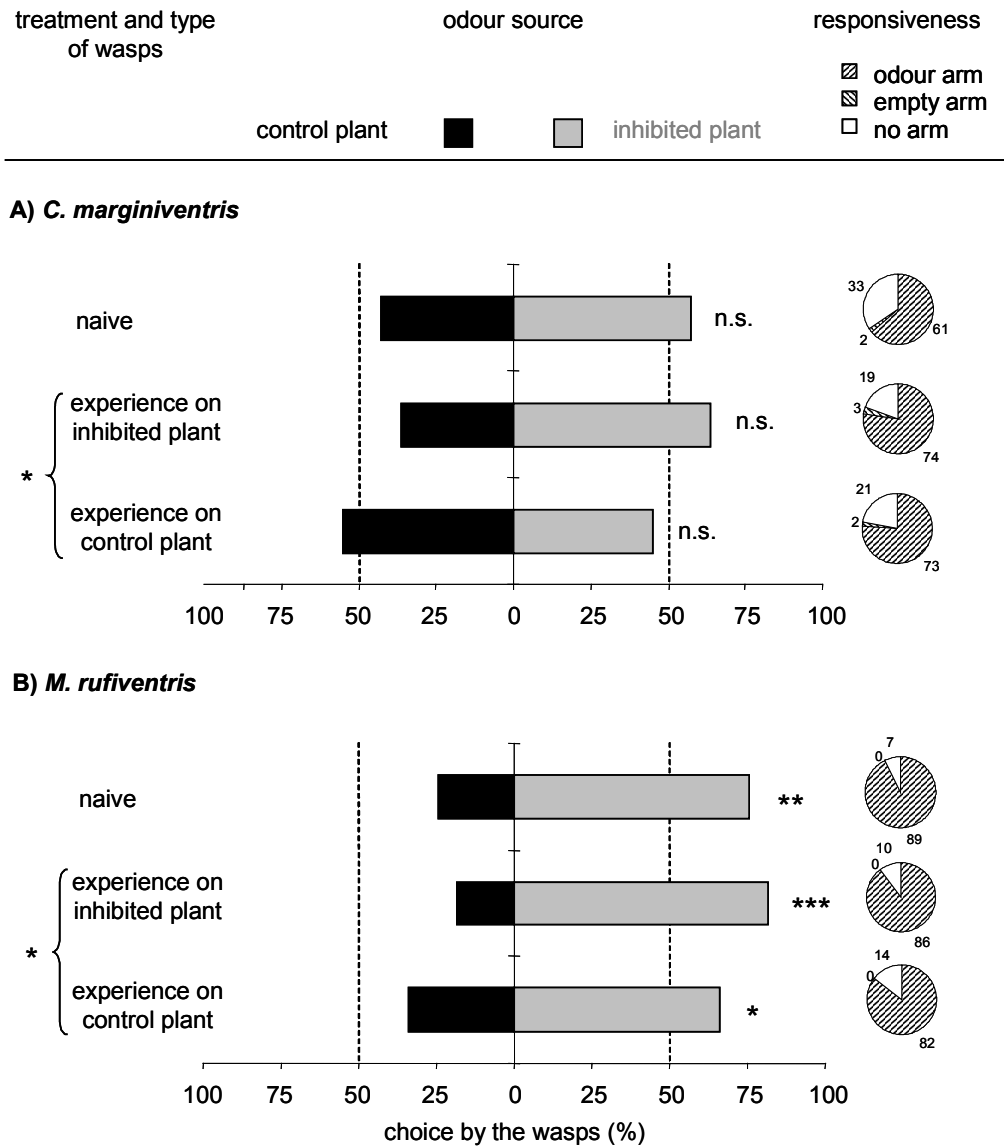 treatment and type
of wasps
odour source
responsiveness
odour arm
empty arm
no arm
control plant
inhibited plant
A) C. marginiventris
naive
n.s.
33
2
61
experience on
inhibited plant
n.s.
19
3
74
*
experience on
control plant
n.s.
21
2
73
100 75 50 25 0 25 50 75 100
B) M. rufiventris
naive
**
7
0
89
experience on
inhibited plant
***
10
0
86
*
experience on
control plant
*
14
0
82
100 75 50 25 0 25 50 75 100
choice by the wasps (%)